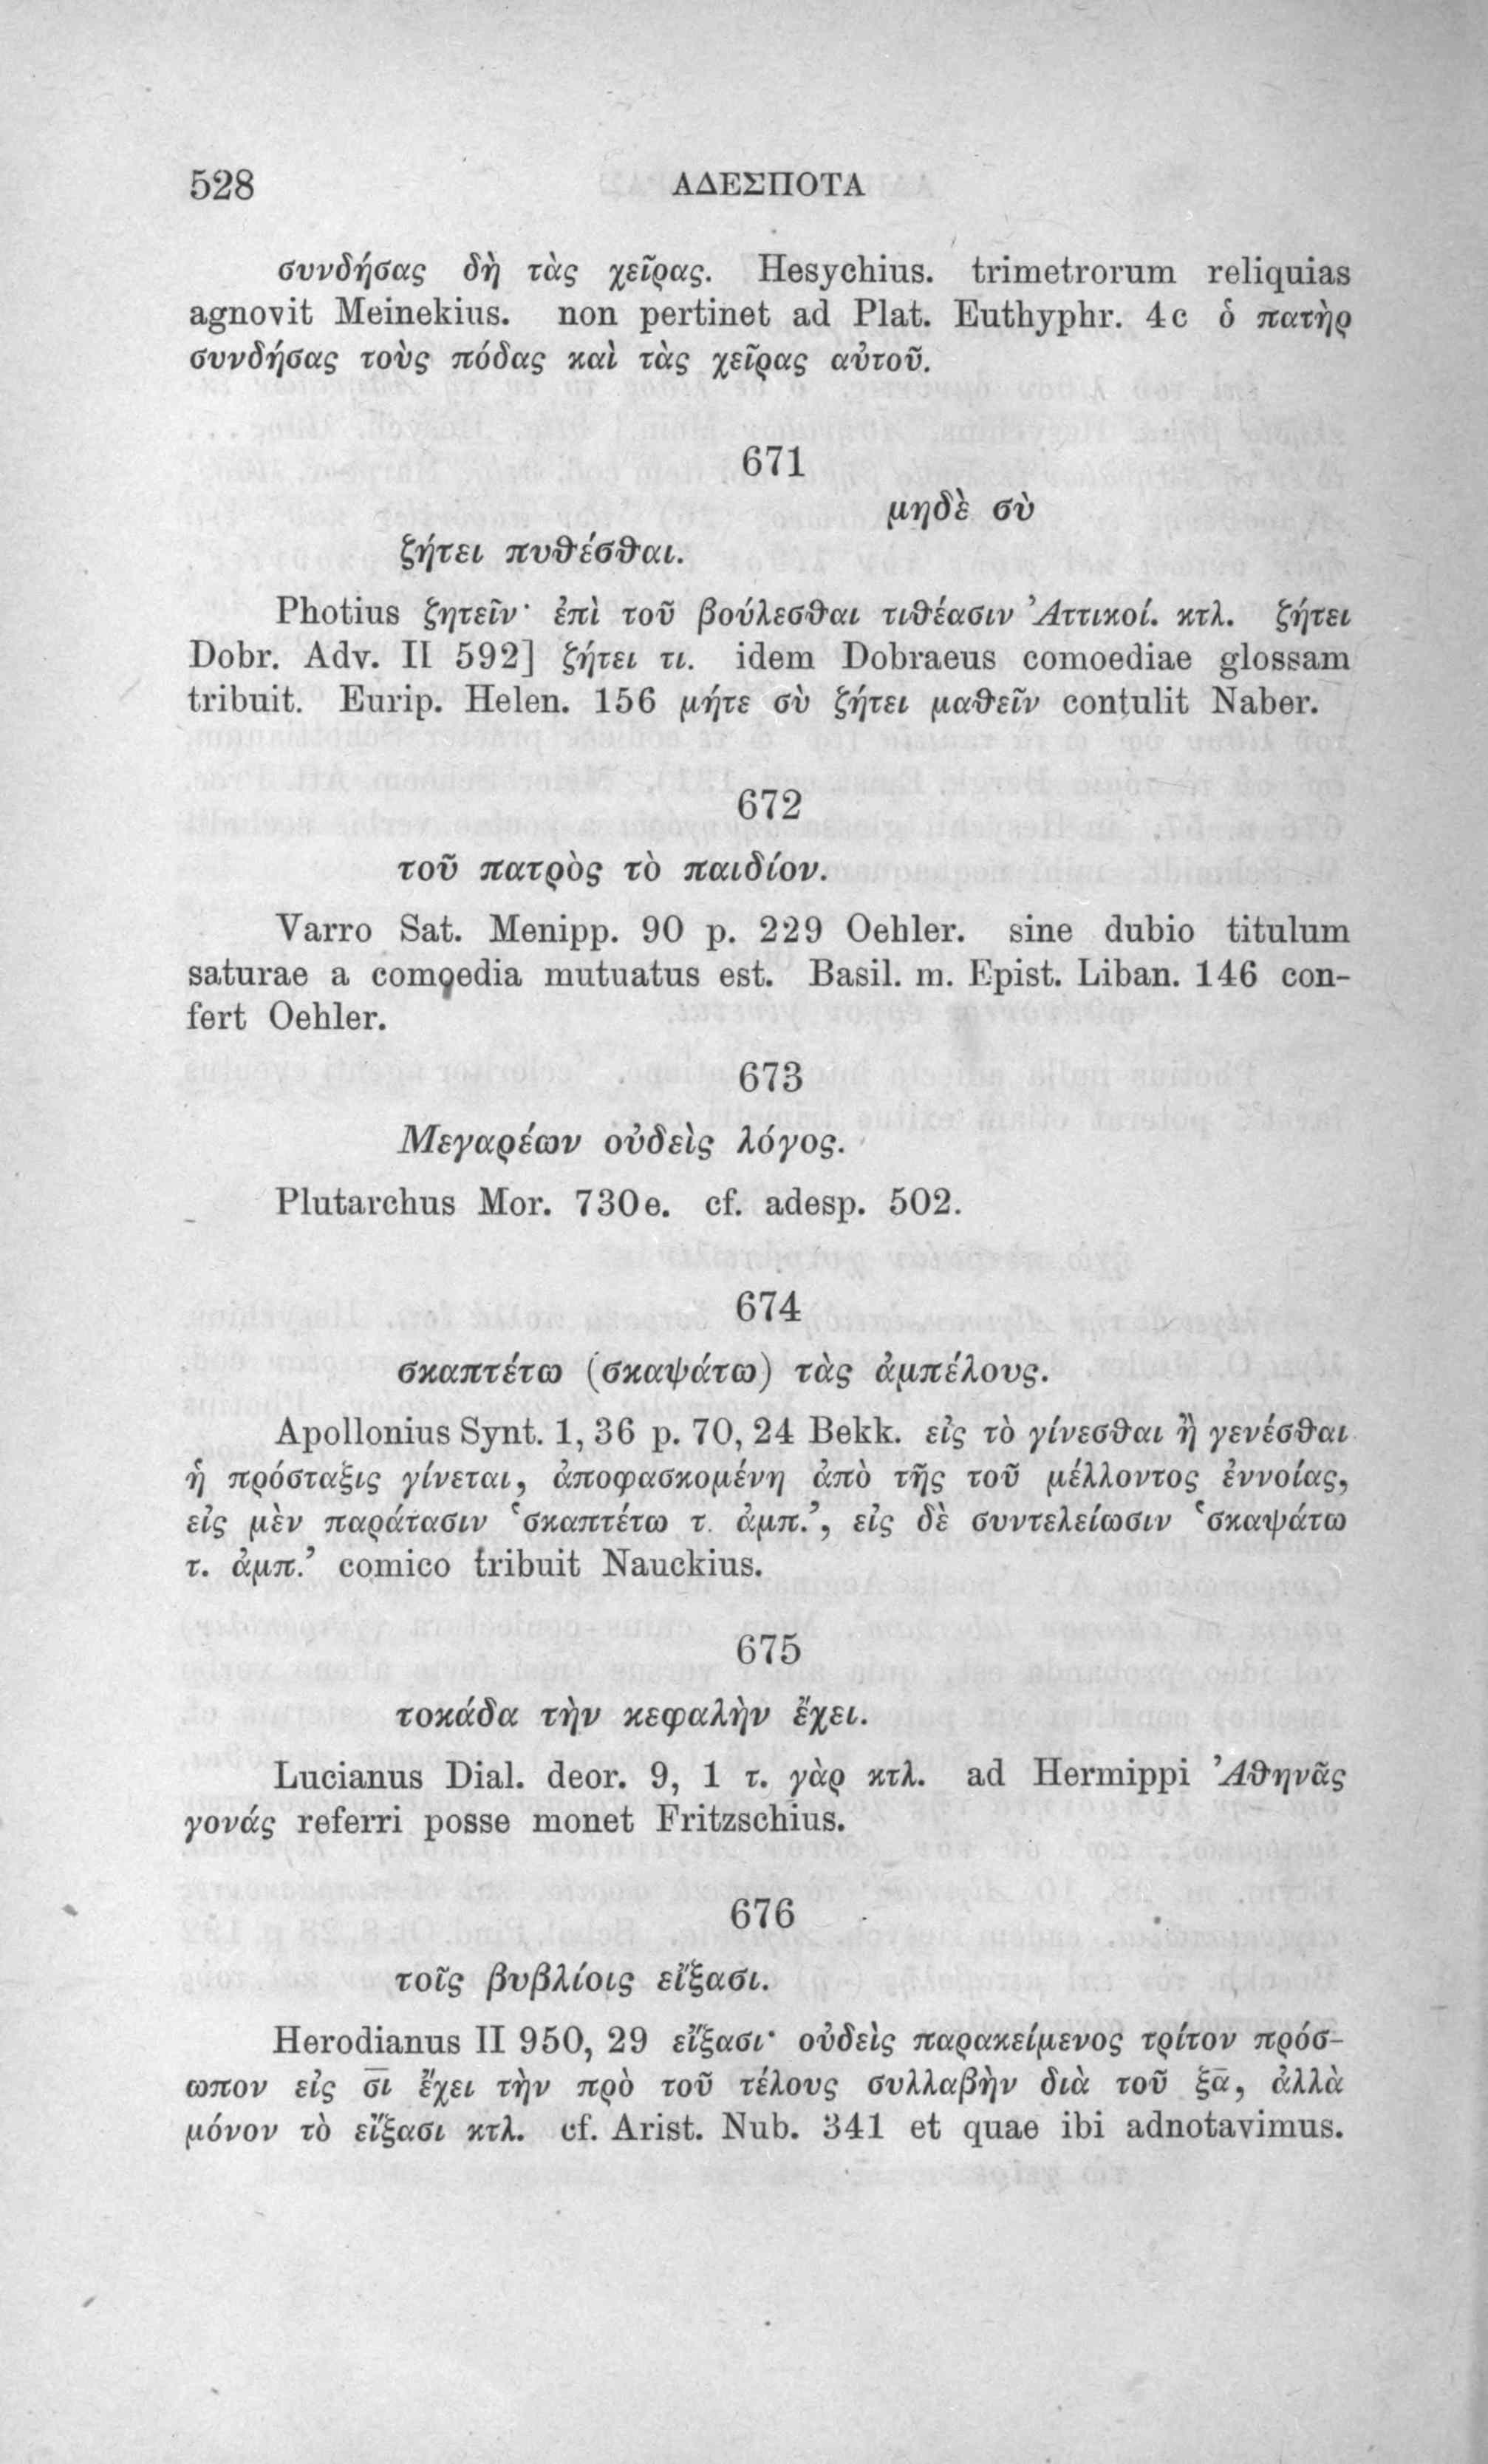 528 ΑΔΕΣΠΟΤΑ
συνδήσας δὴ τὰς χεῖρας. Hesychius. trimetrorum reliquias
agnovit Meinekius. non pertinet ad Plat. Euthyphr. 4c ὁ πατὴρ
συνδήσας τοὺς πόδας καὶ τὰς χεῖρας αὐτοῦ.
671
μηδὲ σὺ
ζήτει πυθέσθαι.
Photius ζητεῖν· ἐπὶ τοῦ βούλεσθαι τιθέασιν Ἀττικοί. κτλ. ζήτει
Dobr. Adv. II 592] ζήτει τι. idem Dobraeus comoediae glossam
tribuit. Eurip. Helen. 156 μήτε σὺ ζήτει μαθεῖν contulit Naber.
672
τοῦ πατρὸς τὸ παιδίον.
Varro Sat. Menipp. 90 p. 229 Oehler. sine dubio titulum
saturae a comoedia mutuatus est. Basil. m. Epist. Liban. 146 con-
fert Oehler.
673
Μεγαρέων οὐδεὶς λόγος.
Plutarchus Mor. 730e. cf. adesp. 502.
674
σκαπτέτω (σκαψάτω) τὰς ἀμπέλους.
Apollonius Synt. 1, 36 p. 70, 24 Bekk. εἰς τὸ γίνεσθαι ἢ γενέσθαι
ἡ πρόσταξις γίνεται, ἀποφασκομένη ἀπὸ τῆς τοῦ μέλλοντος ἐννοίας,
εἰς μὲν παράτασιν ‘σκαπτέτω τ. ἀμπ.’, εἰς δὲ συντελείωσιν ‘σκαψάτω
τ. ἀμπ.’ comico tribuit Nauckius.
675
τοκάδα τὴν κεφαλὴν ἔχει.
Lucianus Dial. deor. 9, 1 τ. γὰρ κτλ. ad Hermippi Ἀθηνᾶς
γονάς referri posse monet Fritzschius.
676
τοῖς βυβλίοις εἴξασι.
Herodianus II 950, 29 εἴξασι· οὐδεὶς παρακείμενος τρίτον πρόσ-
ωπον εἰς σ̅ι̅ ἔχει τὴν πρὸ τοῦ τέλους συλλαβὴν διὰ τοῦ ξ̅α̅, ἀλλὰ
μόνον τὸ εἴξασι κτλ. cf. Arist. Nub. 341 et quae ibi adnotavimus.